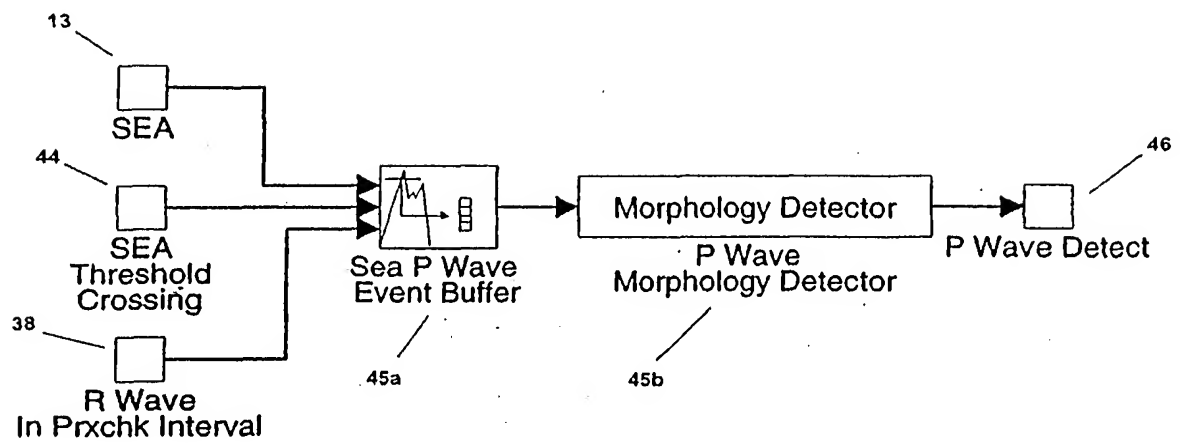 13
SEA
44
SEA
Threshold
Crossing
38
R Wave
In Prxchk Interval
Sea P Wave
Event Buffer
45a
Morphology Detector
P Wave
Morphology Detector
45b
46
P Wave Detect